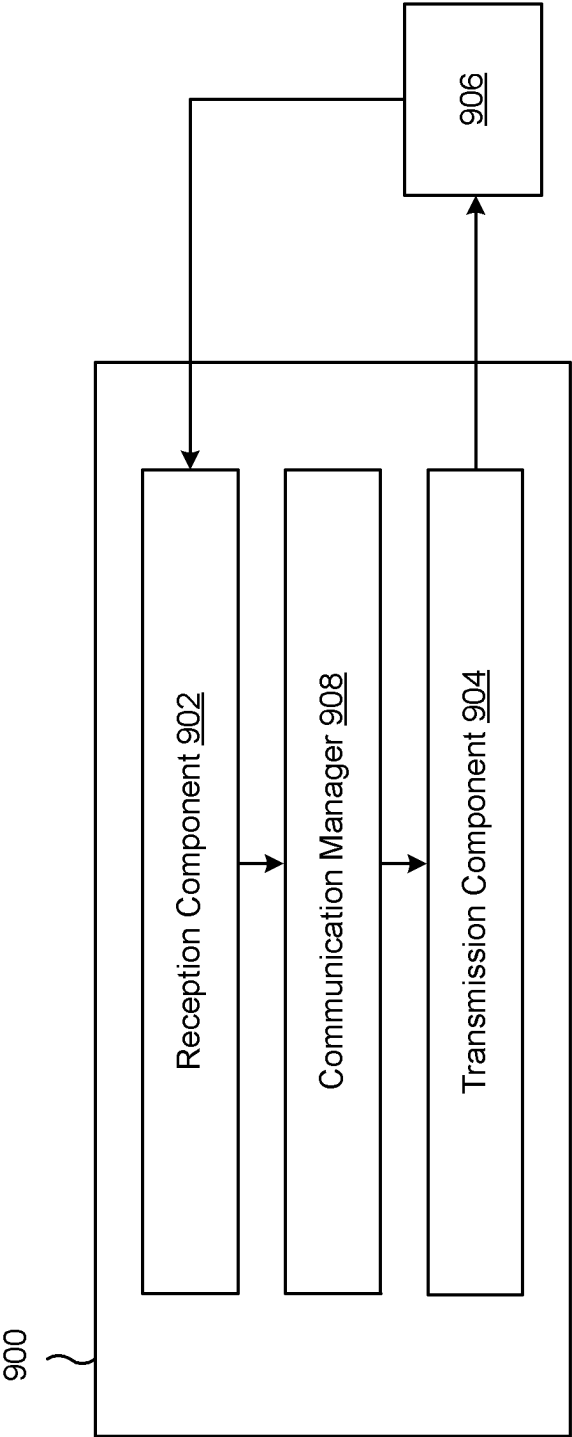 900
Reception Component 902
Communication Manager 908
Transmission Component 904
906